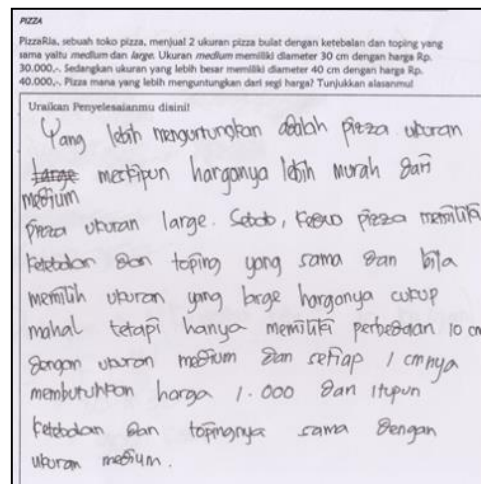 PIZZA
PizzaRia, sebuah toko pizza, menjual 2 ukuran pizza bulat dengan ketebalan dan toping yang
sama yaitu medium dan large. Ukuran medium memiliki diameter 30 cm dengan harga Rp.
30.000,-. Sedangkan ukuran yang lebih besar memiliki diameter 40 cm dengan harga Rp.
40.000,-. Pizza mana yang lebih menguntungkan dari segi harga? Tunjukkan alasanmu!
Uraikan Penyelesaianmu disini!
Yang lebih menguntungkan adalah pizza ukuran
large meskipun harganya lebih murah dari
medium
pizza ukuran large. Sebab, kedua pizza memiliki
ketebalan dan toping yang sama dan bila
memilih ukuran yang large harganya cukup
mahal tetapi hanya memiliki perbedaan 10 cm
dengan ukuran medium dan setiap 1 cmnya
membutuhkan harga 1.000 dan itupun
ketebalan dan topingnya sama dengan
ukuran medium.